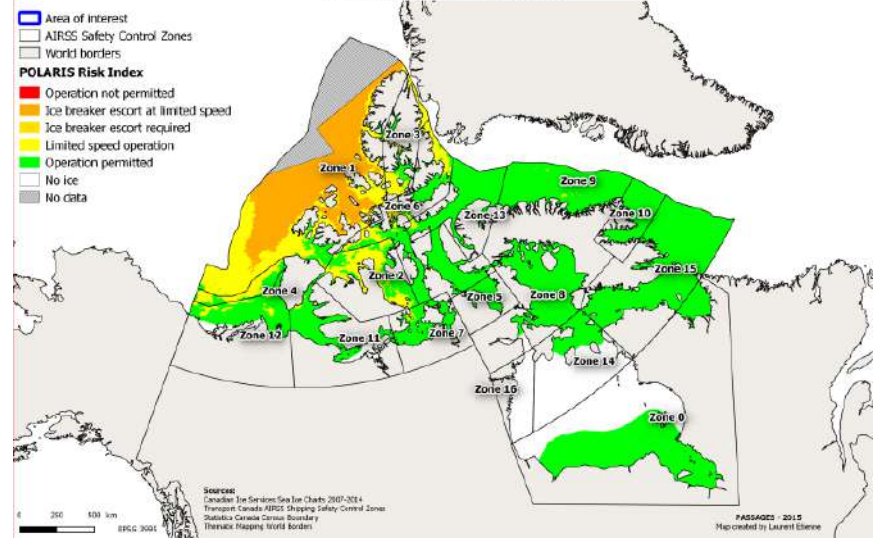 Area of interest
AIRSS Safety Control Zones
World borders
POLARIS Risk Index
Operation not permitted
Ice breaker escort at limited speed
Ice breaker escort required
Limited speed operation
Operation permitted
No ice
No data
Zone 3
Zone 1
Zone 9
Zone 6
Zone 13
Zone 10
Zone 2
Zone 15
Zone 4
Zone 5
Zone 8
Zone 12
Zone 11
Zone 7
Zone 14
Zone 16
Zone 0
Sources:
Canadian Ice Services Sea Ice Charts 2007-2014
Transport Canada AIRSS Shipping Safety Control Zones
Statistics Canada Census Boundary
Thematic Mapping World Borders
0 250 500 km
EPSG 3995
PASSAGES - 2015
Map created by Laurent Etienne